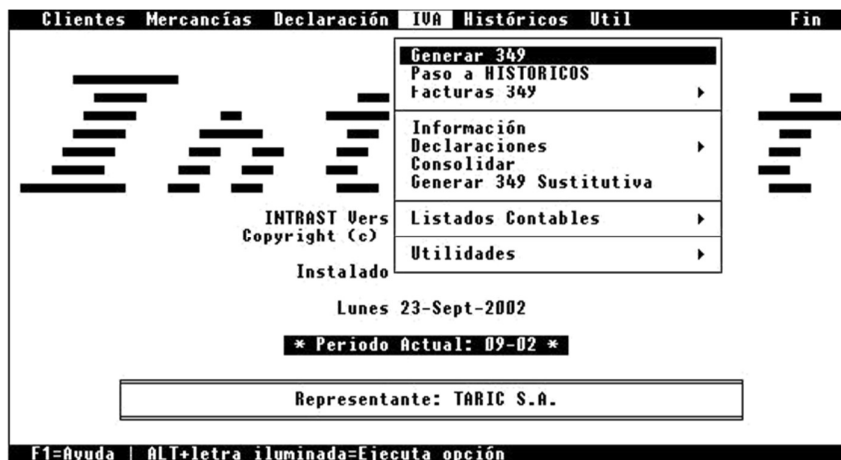 Clientes Mercancías Declaración IVA Históricos Util Fin
Generar 349
Paso a HISTORICOS
Facturas 349
Información
Declaraciones
Consolidar
Generar 349 Sustitutiva
Listados Contables
Utilidades
INTRAST Vers
Copyright (c)
Instalado
Lunes 23-Sept-2002
* Periodo Actual: 09-02 *
Representante: TARIC S.A.
F1=Ayuda | ALT+letra iluminada=Ejecuta opción